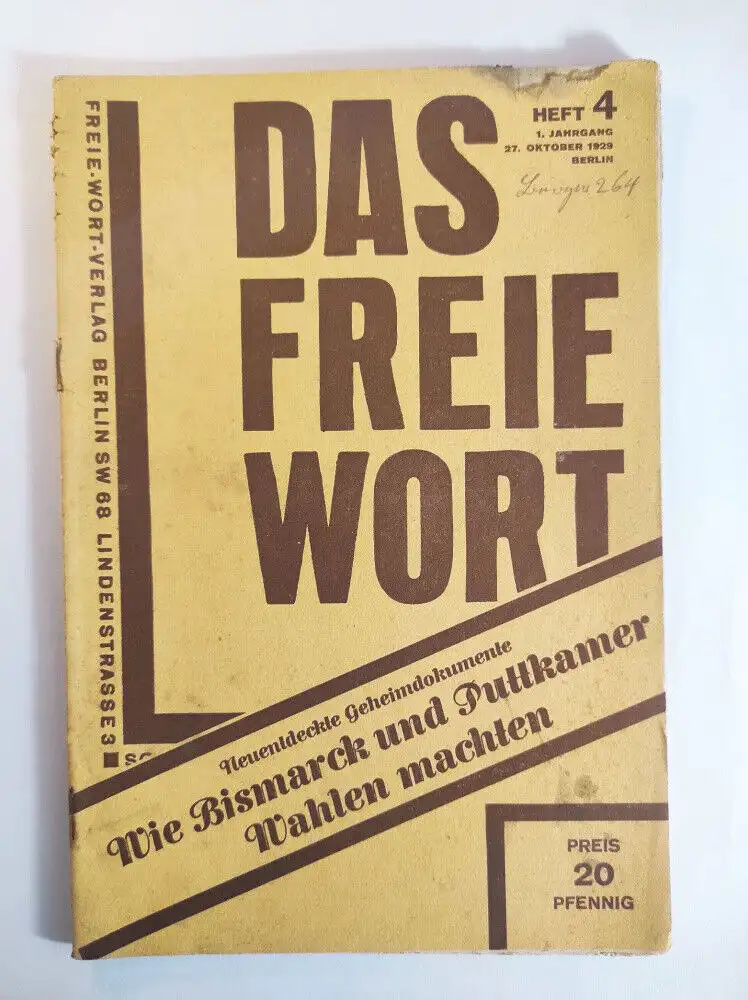 DAS
FREIE
WORT
HEFT 4
1. JAHRGANG
27. OKTOBER 1929
BERLIN
264
FREIE-WORT-VERLAG BERLIN SW 68 LINDENSTRASSE 3
Neuentdeckte Geheimdokumente
Wie Bismarck und Puttkamer
Wahlen machten
PREIS
20
PFENNIG